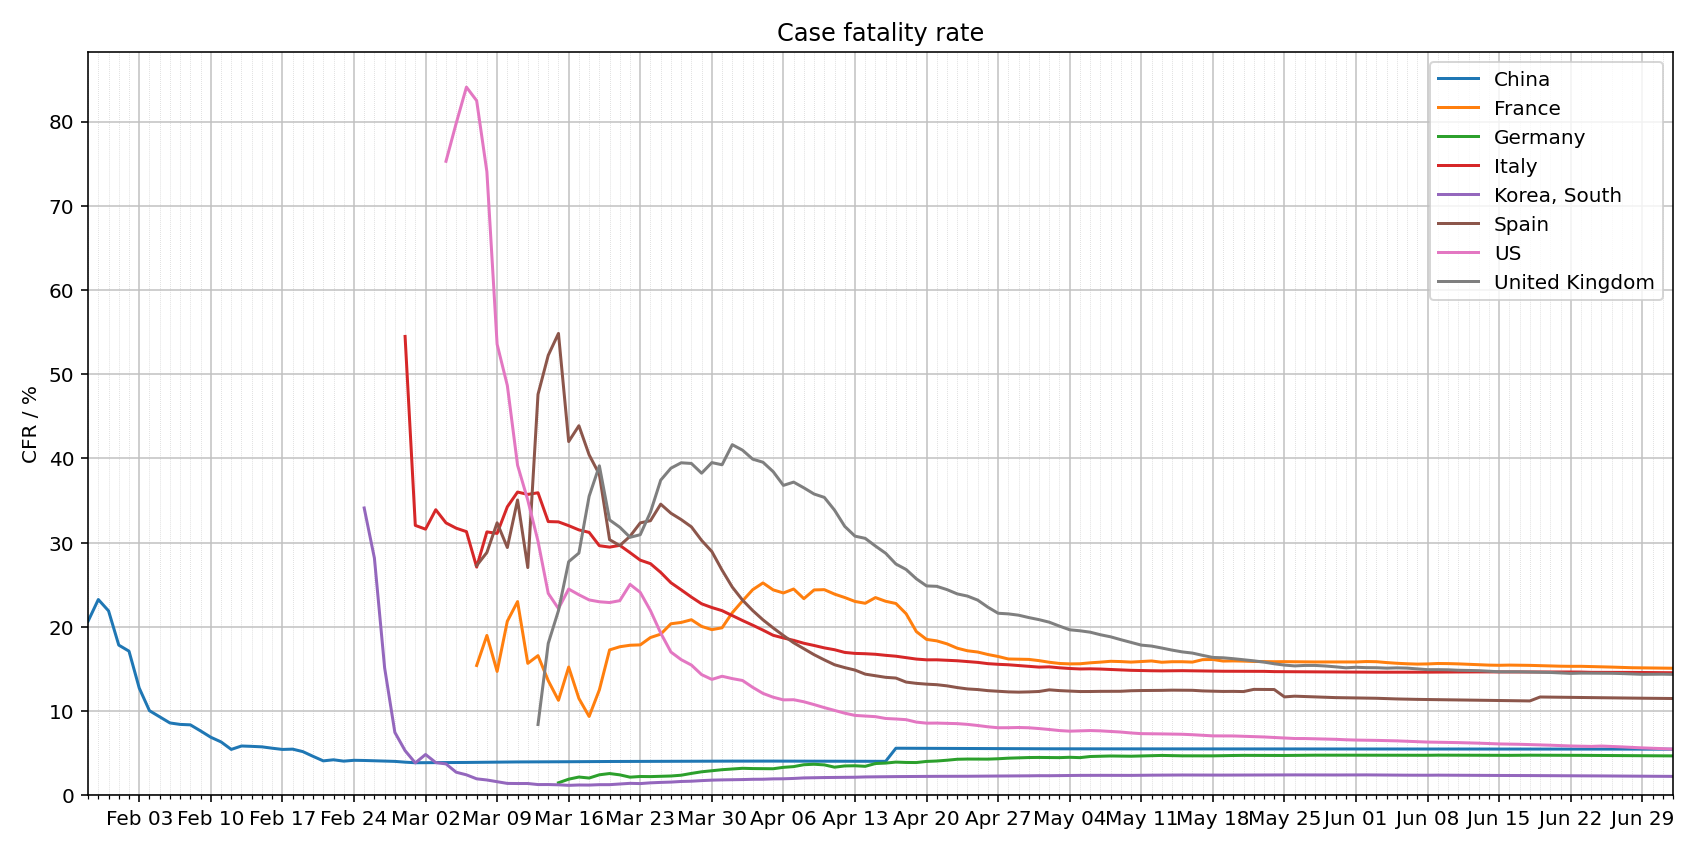 Case fatality rate
CFR / %
80
70
60
50
40
30
20
10
0
China
France
Germany
Italy
Korea, South
Spain
US
United Kingdom
Feb 03 Feb 10 Feb 17 Feb 24 Mar 02 Mar 09 Mar 16 Mar 23 Mar 30 Apr 06 Apr 13 Apr 20 Apr 27 May 04 May 11 May 18 May 25 Jun 01 Jun 08 Jun 15 Jun 22 Jun 29